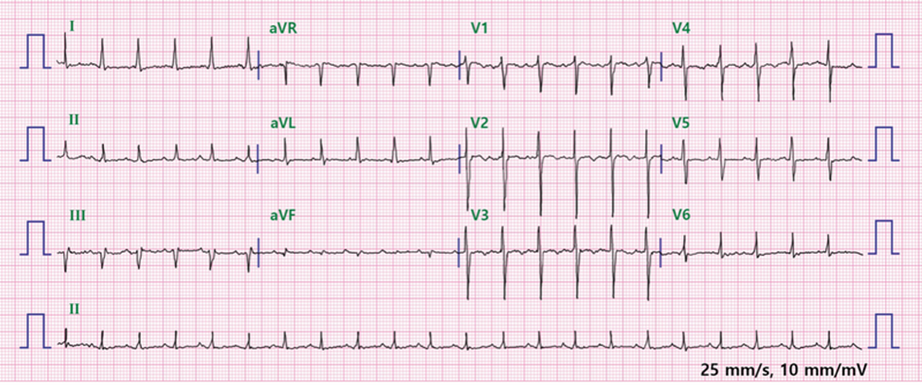 I aVR V1 V4
II aVL V2 V5
III aVF V3 V6
II
25 mm/s, 10 mm/mV